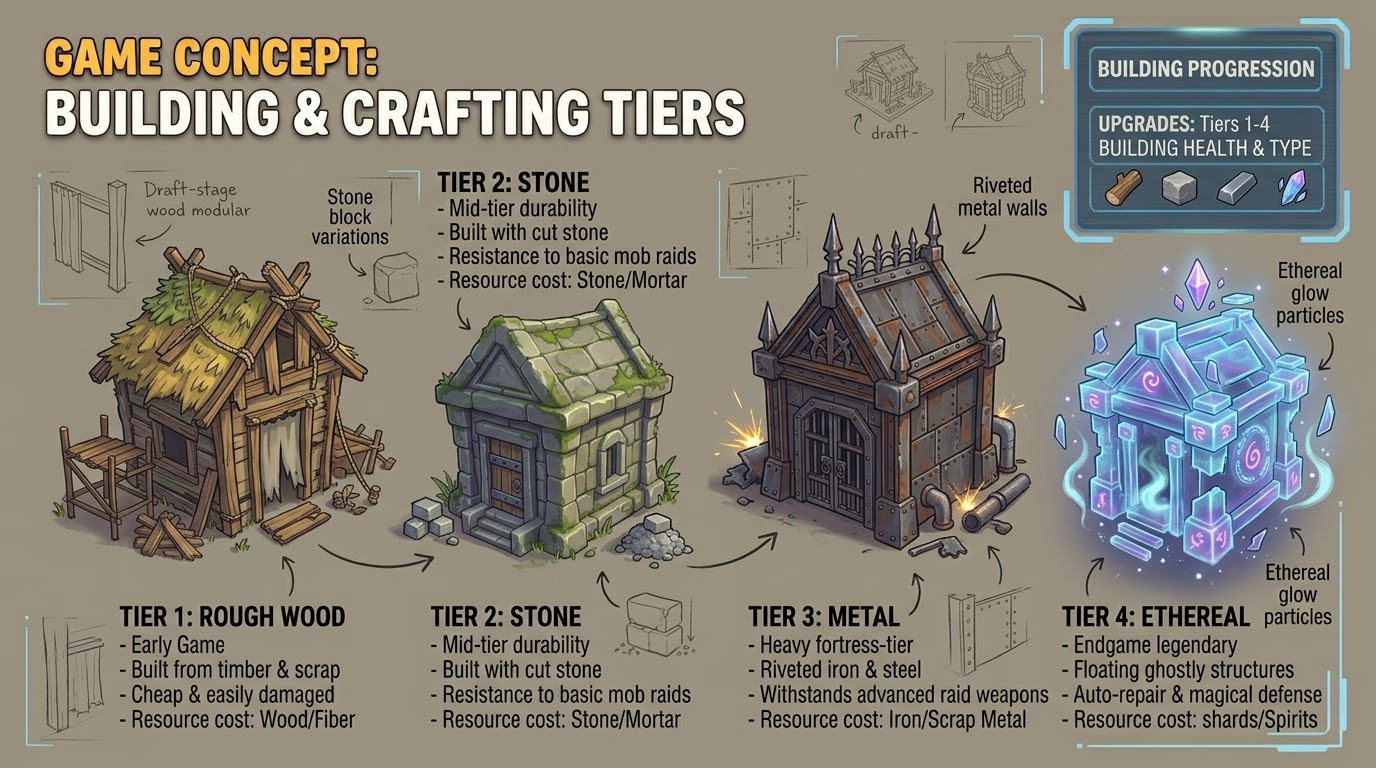 GAME CONCEPT:
BUILDING & CRAFTING TIERS
draft-
BUILDING PROGRESSION
UPGRADES: Tiers 1-4
BUILDING HEALTH & TYPE
Draft-stage
wood modular
Stone
block
variations
TIER 2: STONE
- Mid-tier durability
- Built with cut stone
- Resistance to basic mob raids
- Resource cost: Stone/Mortar
Riveted
metal walls
Ethereal
glow
particles
Ethereal
glow
particles
TIER 1: ROUGH WOOD
- Early Game
- Built from timber & scrap
- Cheap & easily damaged
- Resource cost: Wood/Fiber
TIER 2: STONE
- Mid-tier durability
- Built with cut stone
- Resistance to basic mob raids
- Resource cost: Stone/Mortar
TIER 3: METAL
- Heavy fortress-tier
- Riveted iron & steel
- Withstands advanced raid weapons
- Resource cost: Iron/Scrap Metal
TIER 4: ETHEREAL
- Endgame legendary
- Floating ghostly structures
- Auto-repair & magical defense
- Resource cost: shards/Spirits